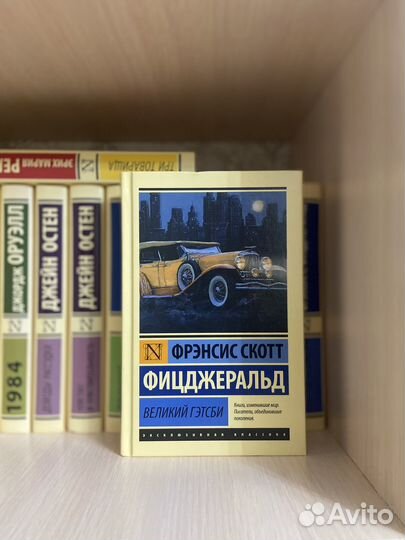 ЭРИХ МАРИЯ
РЕМ
N
ТРИ ТОВАРИЩА
ДЖОРДЖ ОРУЭЛЛ
1984
N
ДЖЕЙН ОСТЕН
N
ДЖЕЙН ОСТЕН
N
ФРЭНСИС СКОТТ
ФИЦДЖЕРАЛЬД
ВЕЛИКИЙ ГЭТСБИ
Книги, изменившие мир.
Писатели, объединившие
поколения.
ЭКСКЛЮЗИВНАЯ КЛАССИКА
Avito